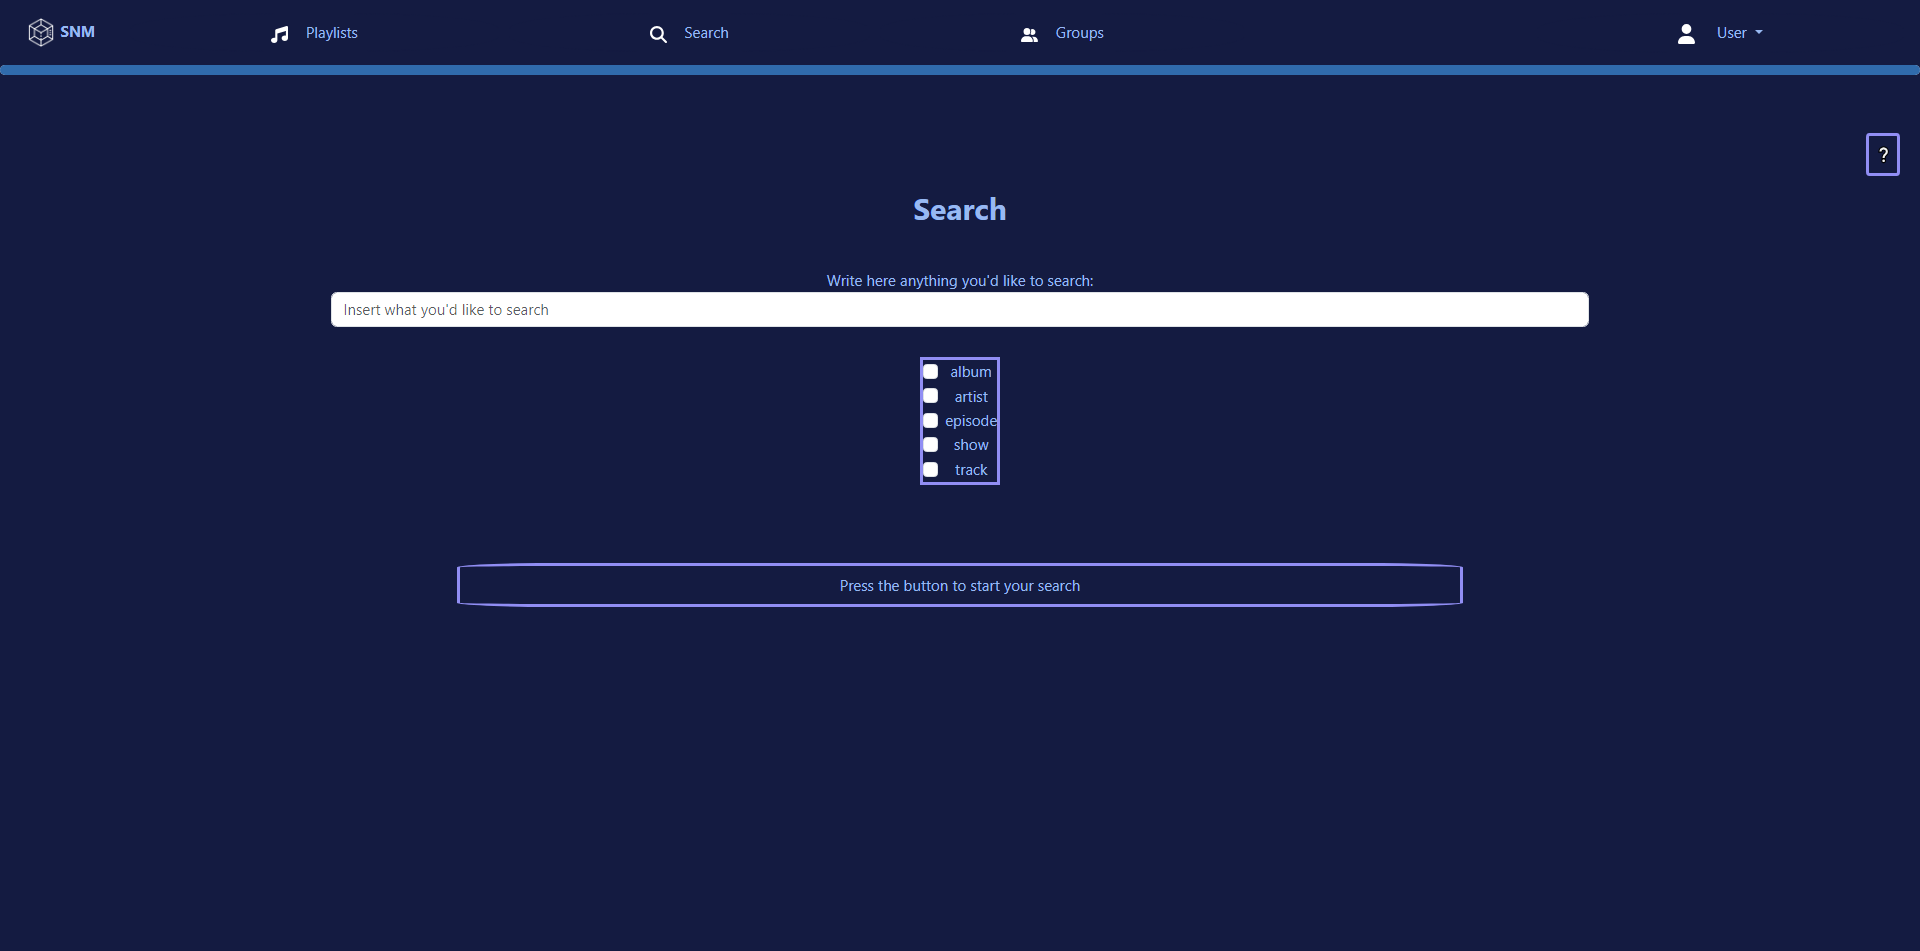 SNM
Playlists
Search
Groups
User
?
Search
Write here anything you'd like to search:
Insert what you'd like to search
album
artist
episode
show
track
Press the button to start your search